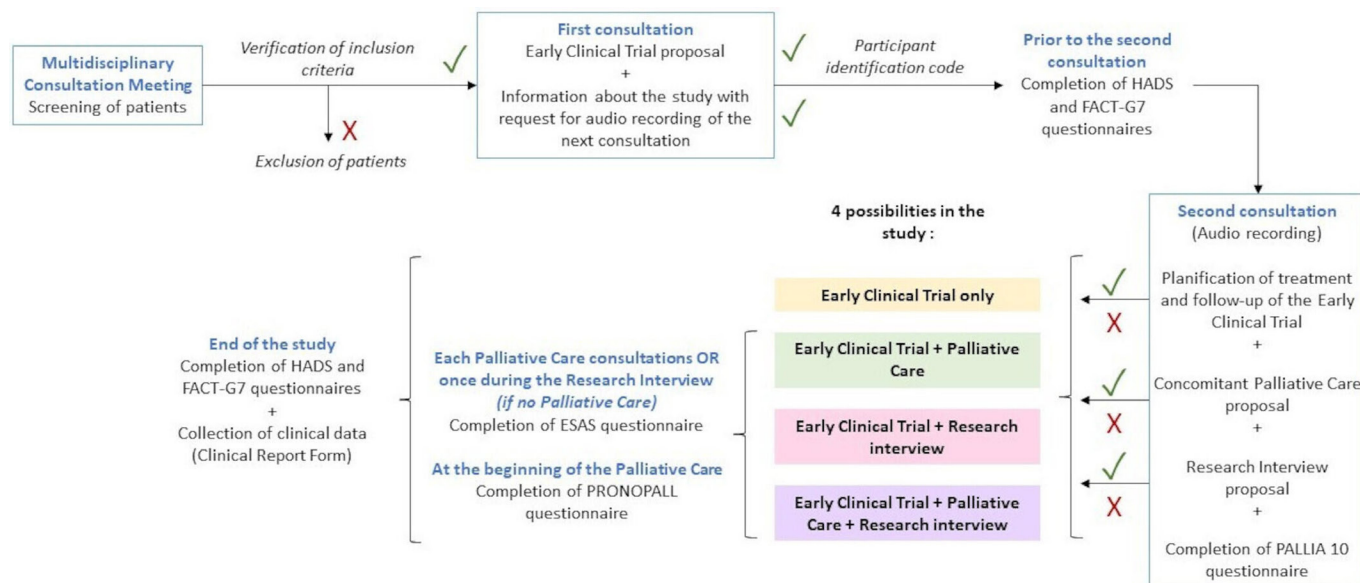 Multidisciplinary
Consultation Meeting
Screening of patients
Verification of inclusion
criteria
X
Exclusion of patients
First consultation
Early Clinical Trial proposal
+
Information about the study with
request for audio recording of the
next consultation
Participant
identification code
Prior to the second
consultation
Completion of HADS
and FACT-G7
questionnaires
Second consultation
(Audio recording)
Planification of treatment
and follow-up of the Early
Clinical Trial
+
Concomitant Palliative Care
proposal
+
Research Interview
proposal
+
Completion of PALLIA 10
questionnaire
X
X
X
4 possibilities in the
study :
Early Clinical Trial only
Early Clinical Trial + Palliative
Care
Early Clinical Trial + Research
interview
Early Clinical Trial + Palliative
Care + Research interview
Each Palliative Care consultations OR
once during the Research Interview
(if no Palliative Care)
Completion of ESAS questionnaire
At the beginning of the Palliative Care
Completion of PRONOPALL
questionnaire
End of the study
Completion of HADS and
FACT-G7 questionnaires
+
Collection of clinical data
(Clinical Report Form)